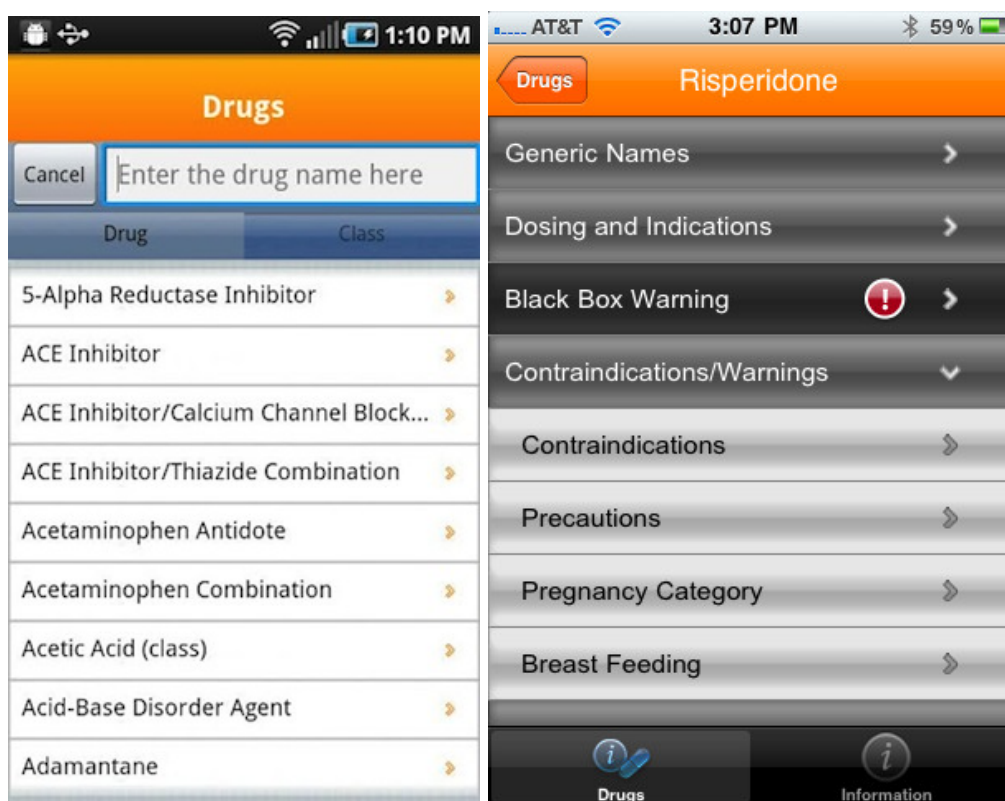 1:10 PM
Drugs
Cancel
Enter the drug name here
Drug
Class
5-Alpha Reductase Inhibitor
ACE Inhibitor
ACE Inhibitor/Calcium Channel Block...
ACE Inhibitor/Thiazide Combination
Acetaminophen Antidote
Acetaminophen Combination
Acetic Acid (class)
Acid-Base Disorder Agent
Adamantane
AT&T 3:07 PM 59%
Drugs
Risperidone
Generic Names
Dosing and Indications
Black Box Warning
Contraindications/Warnings
Contraindications
Precautions
Pregnancy Category
Breast Feeding
Drugs
Information